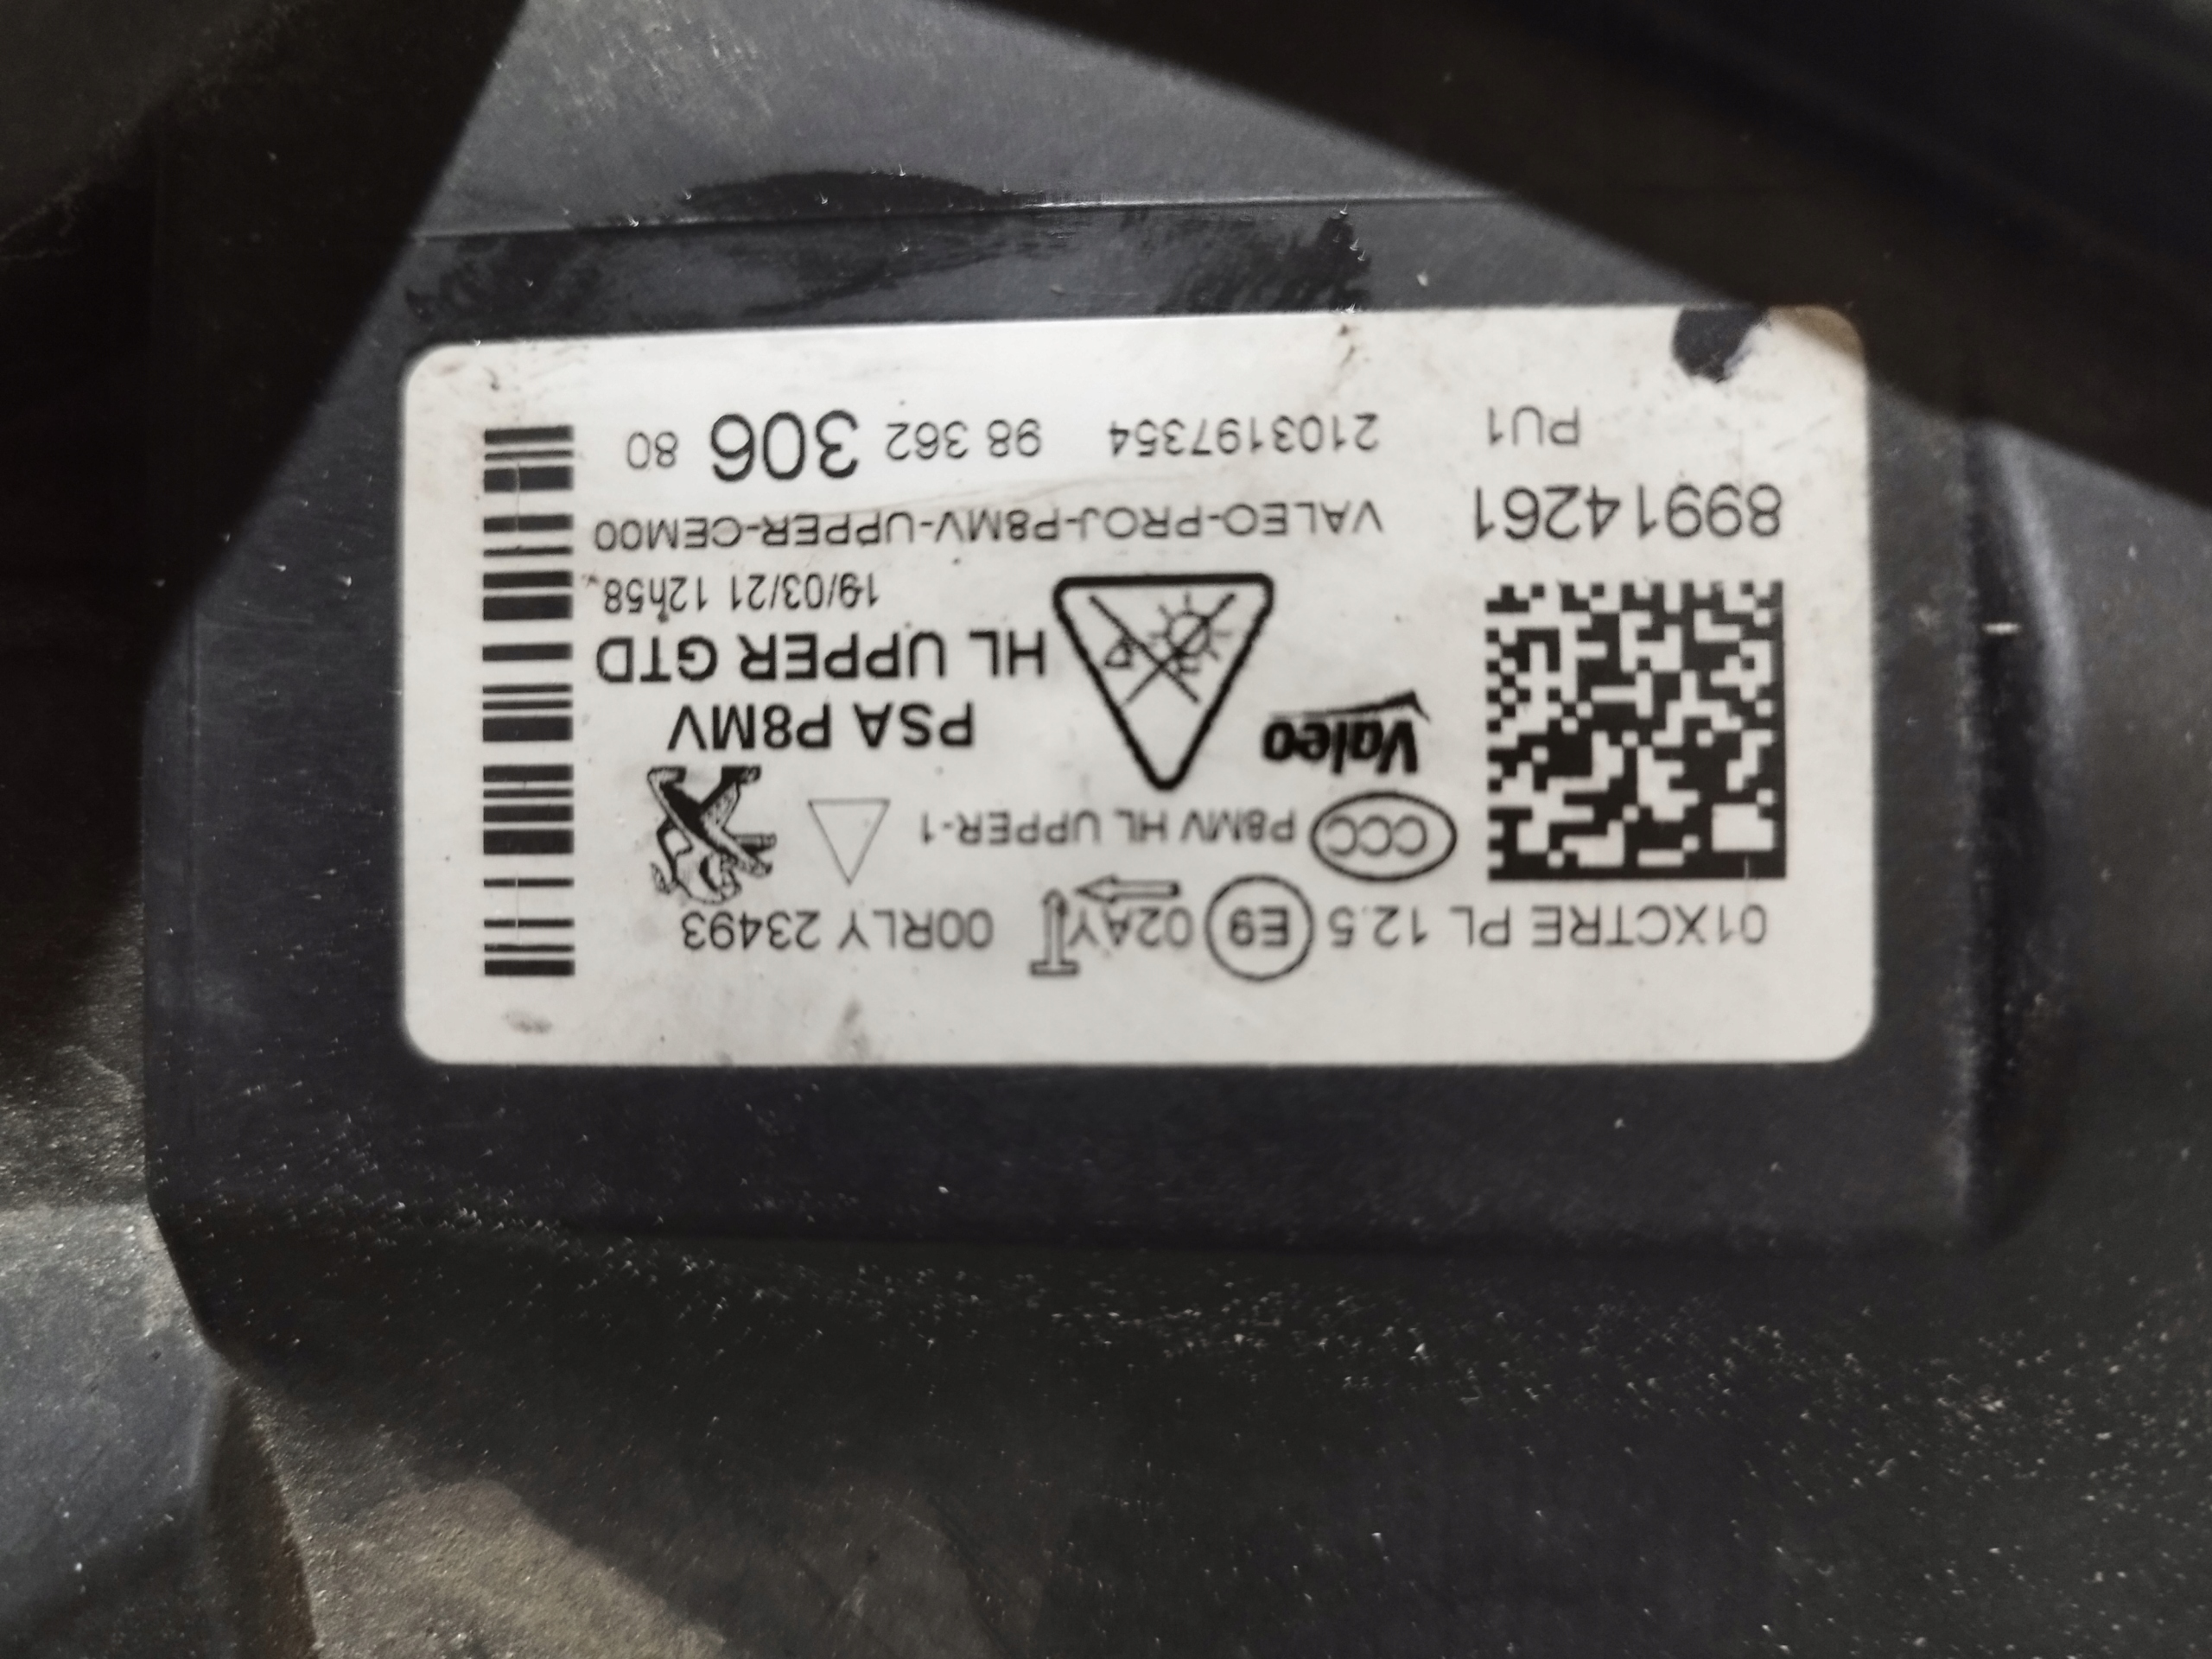 01XCTRE PL 12.5 E9 02AY 00RLY 23493
CCC P8MV HL UPPER-1
Valeo
PSA P8MV
HL UPPER GTD
19/03/21 12h58
89914261 VALEO-PROJ-P8MV-UPPER-CEM00
PU1 2103197354 98 362 306 80